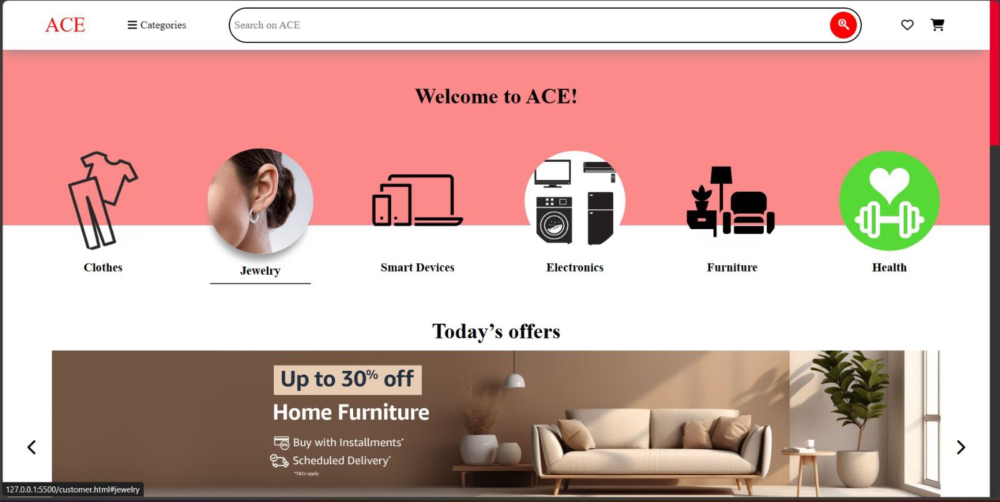 ACE
Categories
Search on ACE
Welcome to ACE!
Clothes
Jewelry
Smart Devices
Electronics
Furniture
Health
Today’s offers
Up to 30% off
Home Furniture
0% Buy with Installments*
Scheduled Delivery*
*T&Cs apply
127.0.0.1:5500/customer.html#jewelry